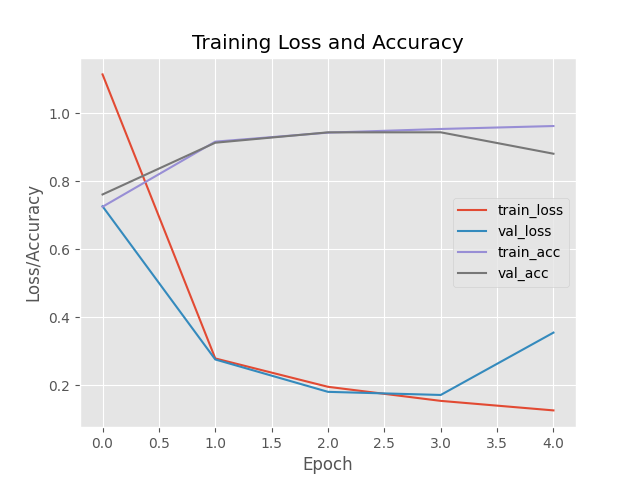 Training Loss and Accuracy
Loss/Accuracy
1.0
0.8
0.6
0.4
0.2
train_loss
val_loss
train_acc
val_acc
0.0 0.5 1.0 1.5 2.0 2.5 3.0 3.5 4.0
Epoch